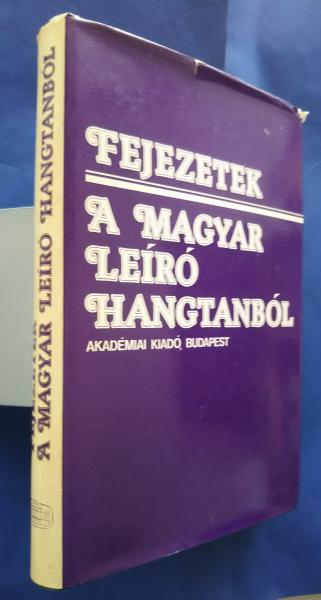 FEJEZETEK
A MAGYAR
LEÍRÓ
HANGTANBÓL
AKADÉMIAI KIADÓ, BUDAPEST
A MAGYAR LEÍRÓ HANGTANBÓL